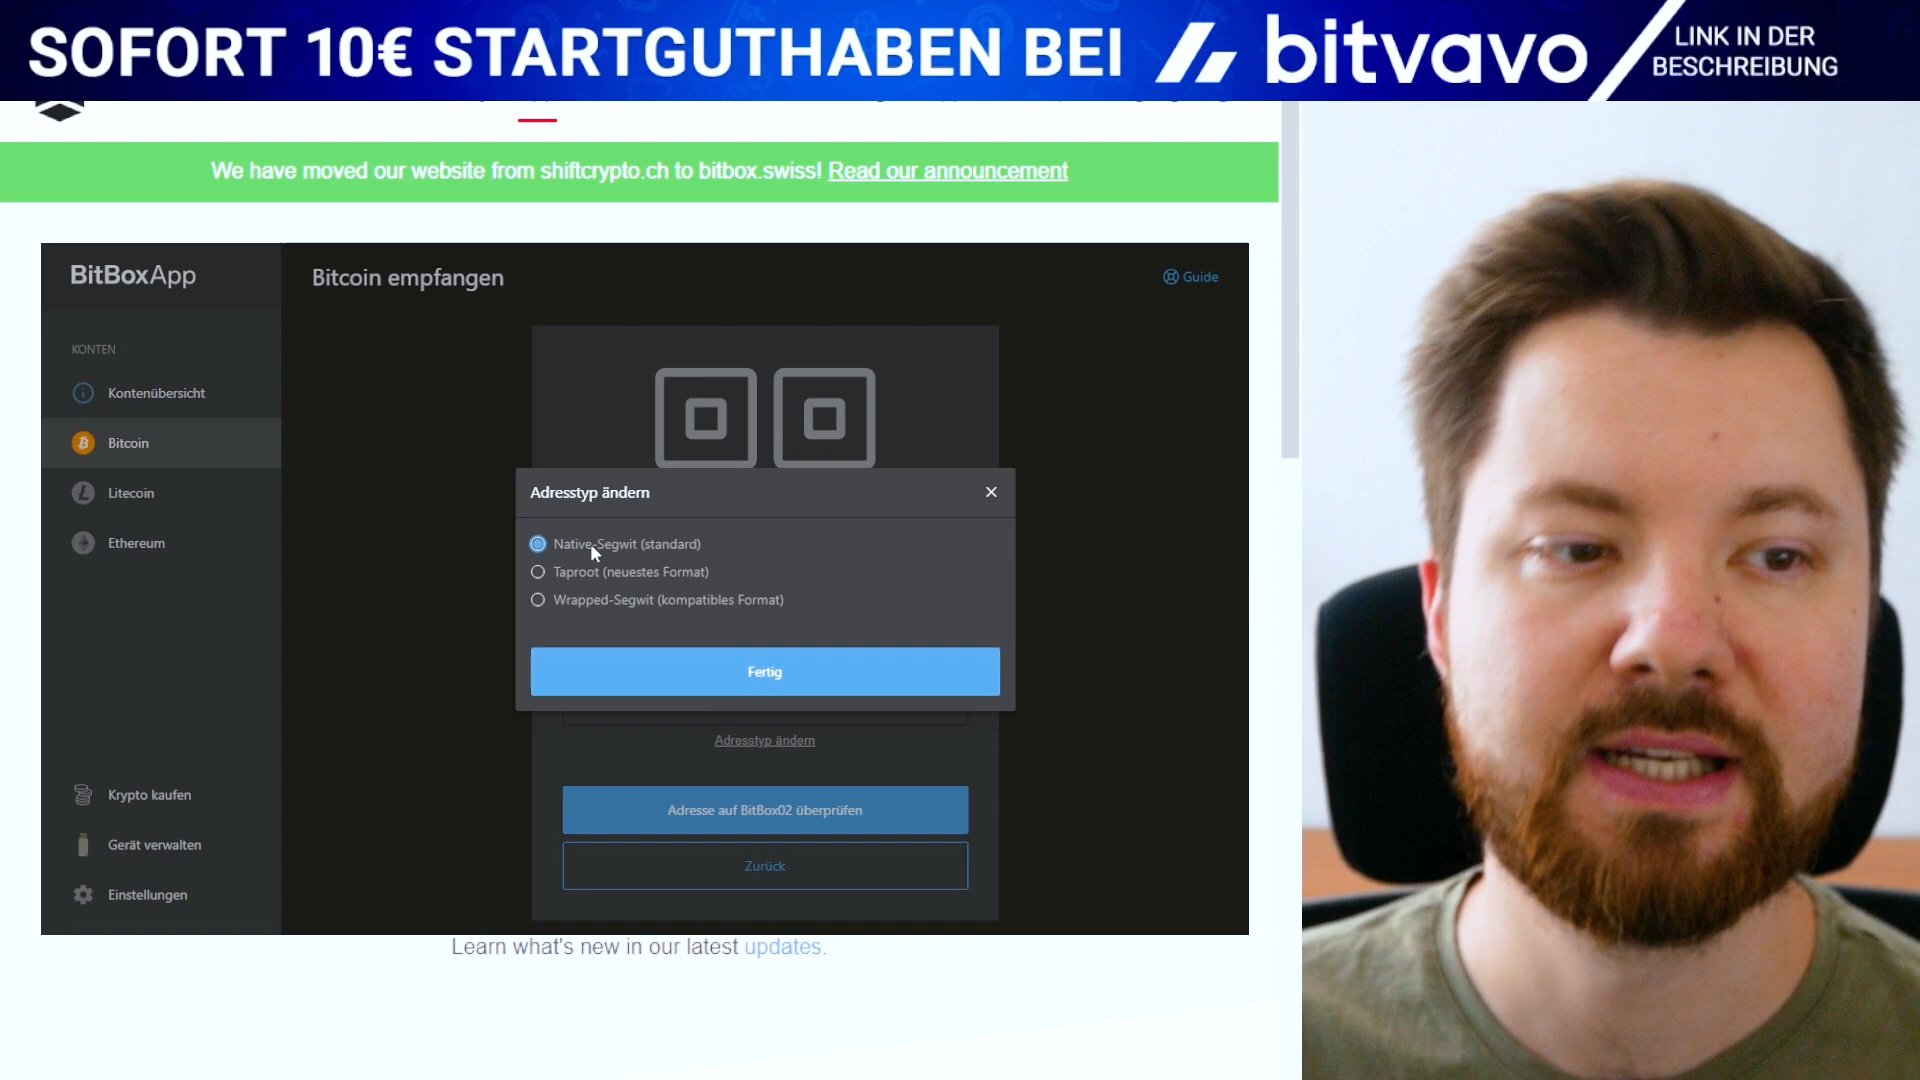 SOFORT 10€ STARTGUTHABEN BEI bitvavo
LINK IN DER
BESCHREIBUNG
We have moved our website from shiftcrypto.ch to bitbox.swiss! Read our announcement
BitBoxApp
Bitcoin empfangen
Guide
KONTEN
Kontenübersicht
Bitcoin
Litecoin
Ethereum
Adresstyp ändern
Native-Segwit (standard)
Taproot (neuestes Format)
Wrapped-Segwit (kompatibles Format)
Fertig
Adresstyp ändern
Adresse auf BitBox02 überprüfen
Zurück
Krypto kaufen
Gerät verwalten
Einstellungen
Learn what's new in our latest updates.